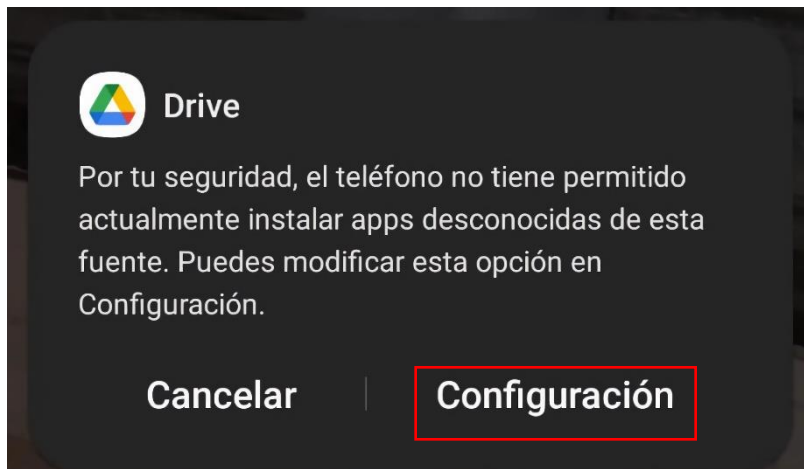 Drive
Por tu seguridad, el teléfono no tiene permitido
actualmente instalar apps desconocidas de esta
fuente. Puedes modificar esta opción en
Configuración.
Cancelar
Configuración